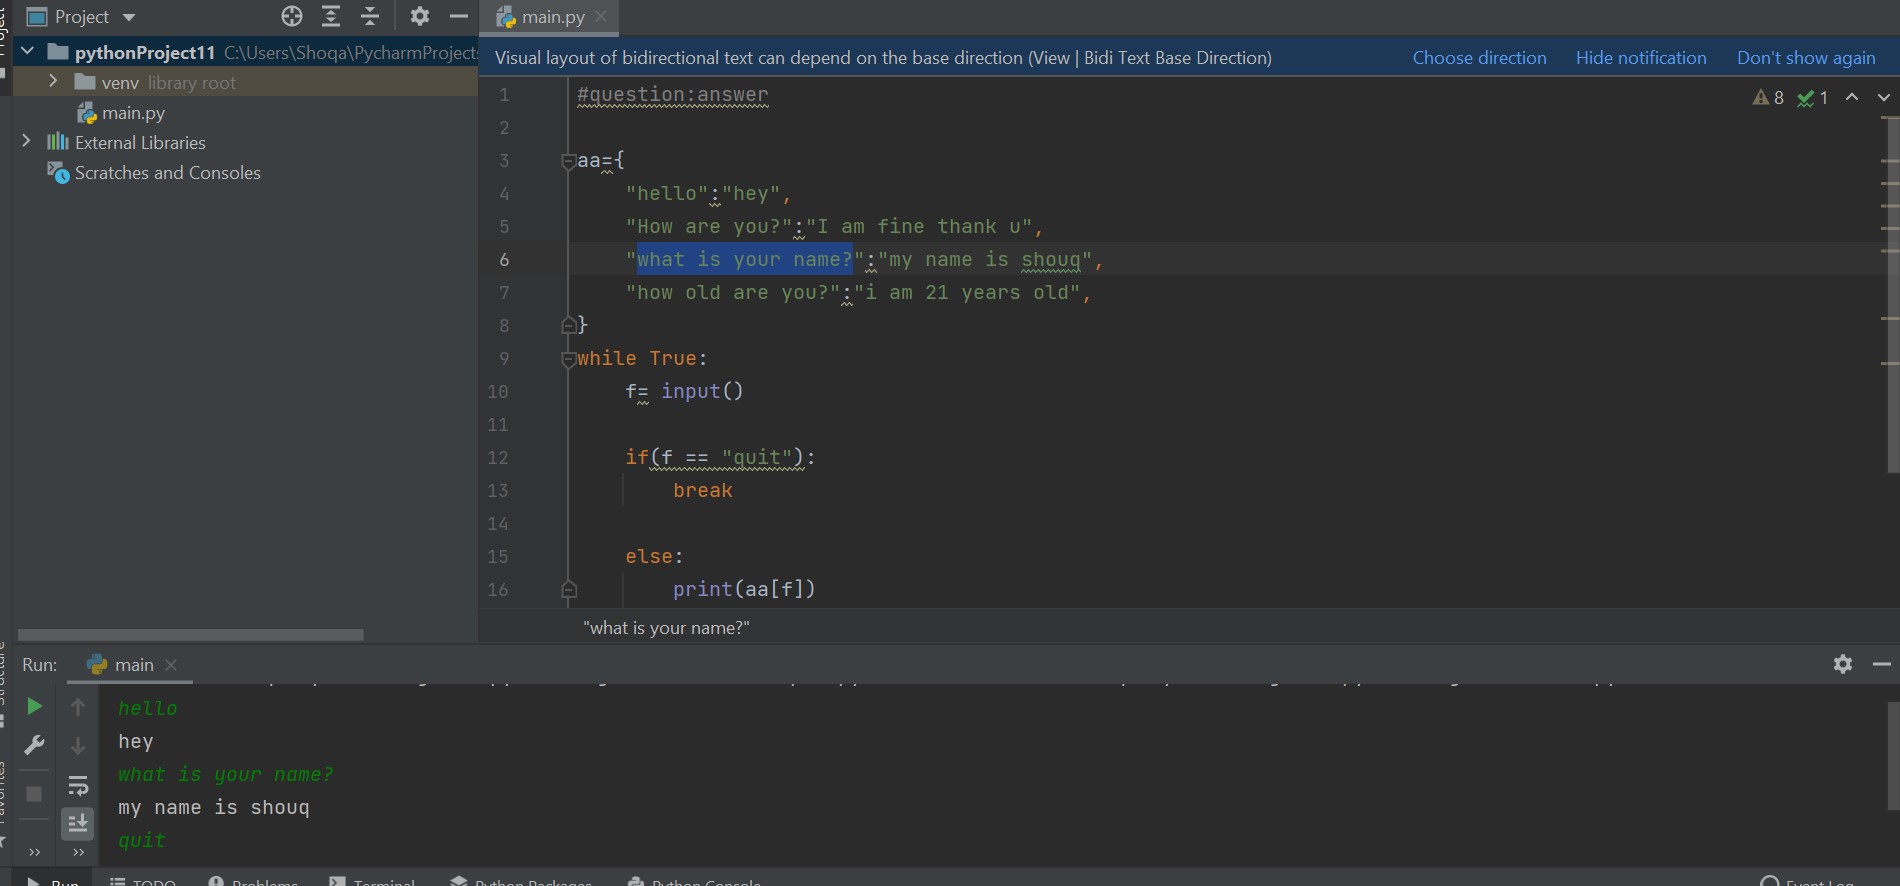 Project
main.py
pythonProject11 C:\Users\Shoqa\PycharmProjects
venv library root
main.py
External Libraries
Scratches and Consoles
Visual layout of bidirectional text can depend on the base direction (View | Bidi Text Base Direction) Choose direction Hide notification Don't show again
8 1
1 #question:answer
2
3 aa={
4 "hello":"hey",
5 "How are you?":"I am fine thank u",
6 "what is your name?":"my name is shouq",
7 "how old are you?":"i am 21 years old",
8 }
9 while True:
10 f= input()
11
12 if(f == "quit"):
13 break
14
15 else:
16 print(aa[f])
"what is your name?"
Run: main
hello
hey
what is your name?
my name is shouq
quit
Run TODO Problems Terminal Python Packages Python Console Event Log
Structure
Favorites